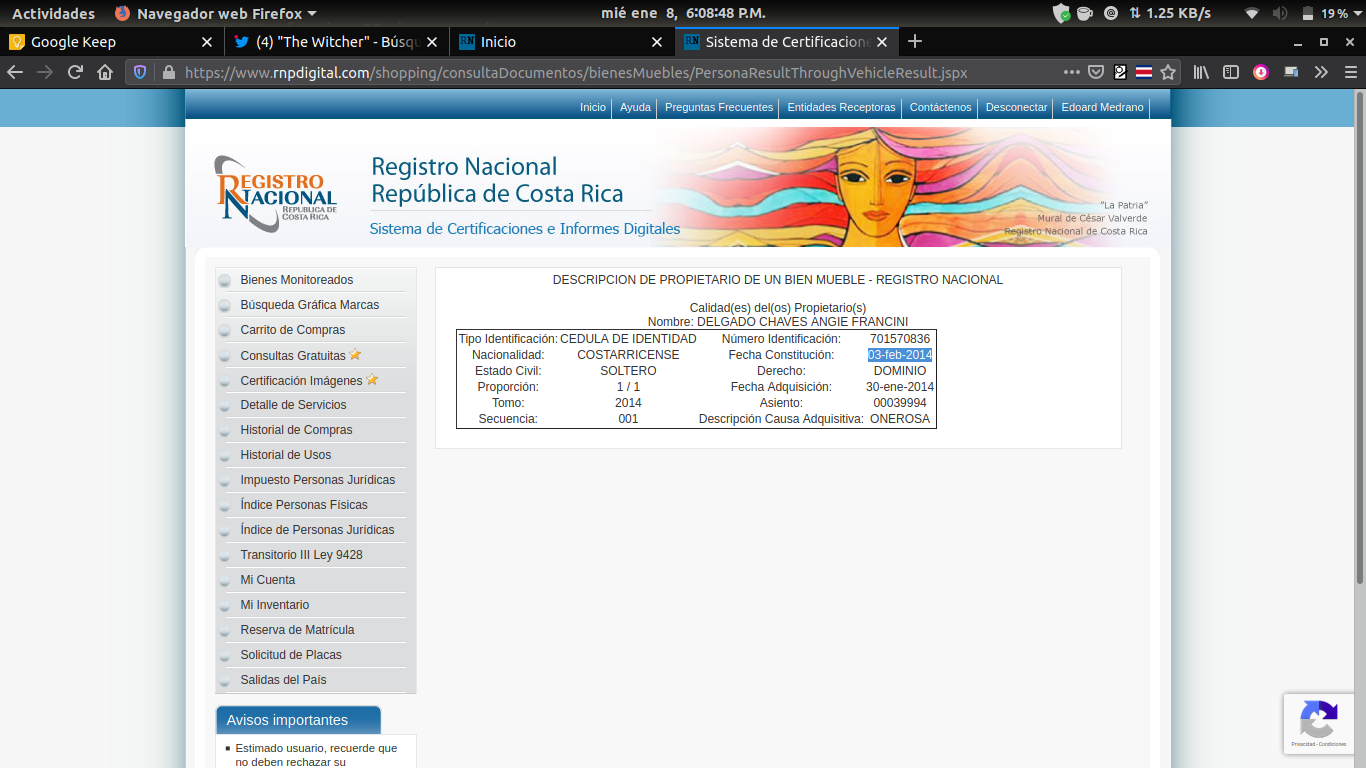 Actividades Navegador web Firefox mié ene 8, 6:08:48 P.M. 1.25 KB/s 19 %
Google Keep (4) "The Witcher" - Búsqu Inicio Sistema de Certificacione
https://www.rnpdigital.com/shopping/consultaDocumentos/bienesMuebles/PersonaResultThroughVehicleResult.jspx
Inicio Ayuda Preguntas Frecuentes Entidades Receptoras Contáctenos Desconectar Edoard Medrano
REGISTRO
NACIONAL
REPÚBLICA DE
COSTA RICA
Registro Nacional
República de Costa Rica
Sistema de Certificaciones e Informes Digitales
"La Patria"
Mural de César Valverde
Registro Nacional de Costa Rica
Bienes Monitoreados
Búsqueda Gráfica Marcas
Carrito de Compras
Consultas Gratuitas
Certificación Imágenes
Detalle de Servicios
Historial de Compras
Historial de Usos
Impuesto Personas Jurídicas
Índice Personas Físicas
Índice de Personas Jurídicas
Transitorio III Ley 9428
Mi Cuenta
Mi Inventario
Reserva de Matrícula
Solicitud de Placas
Salidas del País
Avisos importantes
Estimado usuario, recuerde que
no deben rechazar su
DESCRIPCION DE PROPIETARIO DE UN BIEN MUEBLE - REGISTRO NACIONAL
Calidad(es) del(os) Propietario(s)
Nombre: DELGADO CHAVES ANGIE FRANCINI
Tipo Identificación: CEDULA DE IDENTIDAD Número Identificación: 701570836
Nacionalidad: COSTARRICENSE Fecha Constitución: 03-feb-2014
Estado Civil: SOLTERO Derecho: DOMINIO
Proporción: 1 / 1 Fecha Adquisición: 30-ene-2014
Tomo: 2014 Asiento: 00039994
Secuencia: 001 Descripción Causa Adquisitiva: ONEROSA
Privacidad - Condiciones